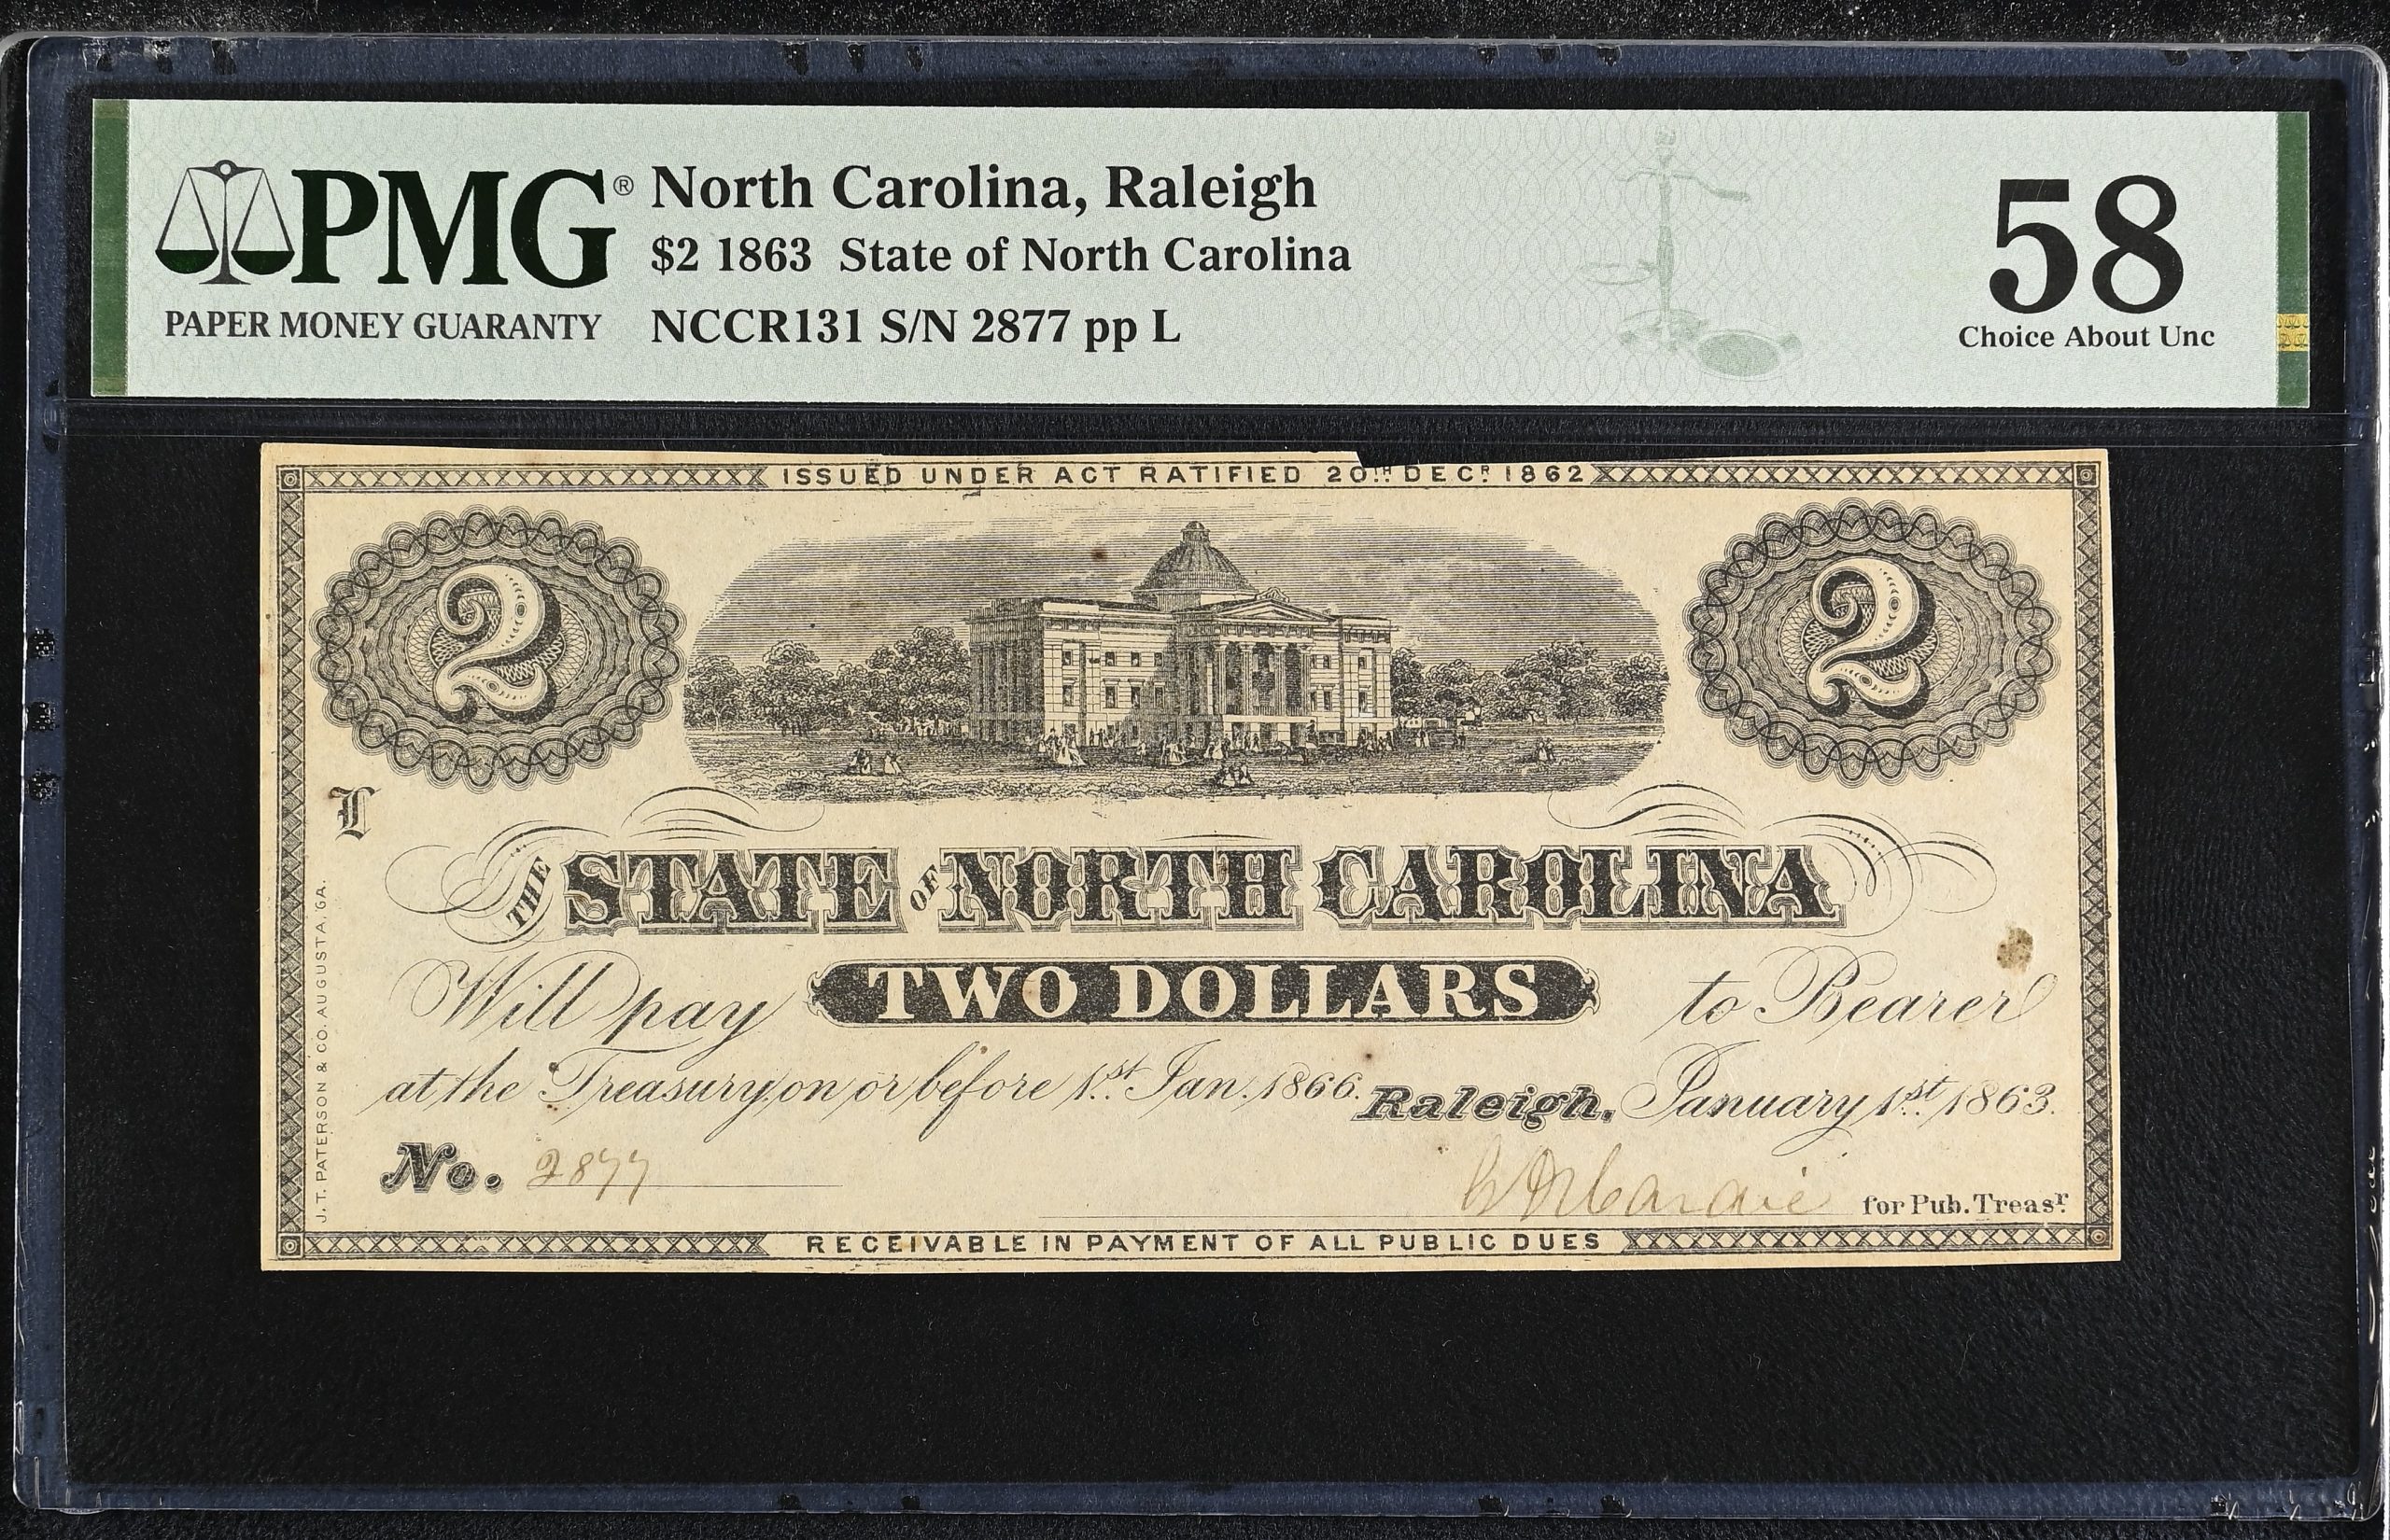 PMG®
PAPER MONEY GUARANTY
North Carolina, Raleigh
$2 1863 State of North Carolina
NCCR131 S/N 2877 pp L
58
Choice About Unc
ISSUED UNDER ACT RATIFIED 20TH DECR 1862
2
2
L
THE STATE OF NORTH CAROLINA
Will pay TWO DOLLARS to Bearer
at the Treasury on or before 1st Jan. 1866. Raleigh, January 1st 1863.
No. 2877
for Pub. Treasr
J. T. PATERSON & CO. AUGUSTA, GA.
RECEIVABLE IN PAYMENT OF ALL PUBLIC DUES